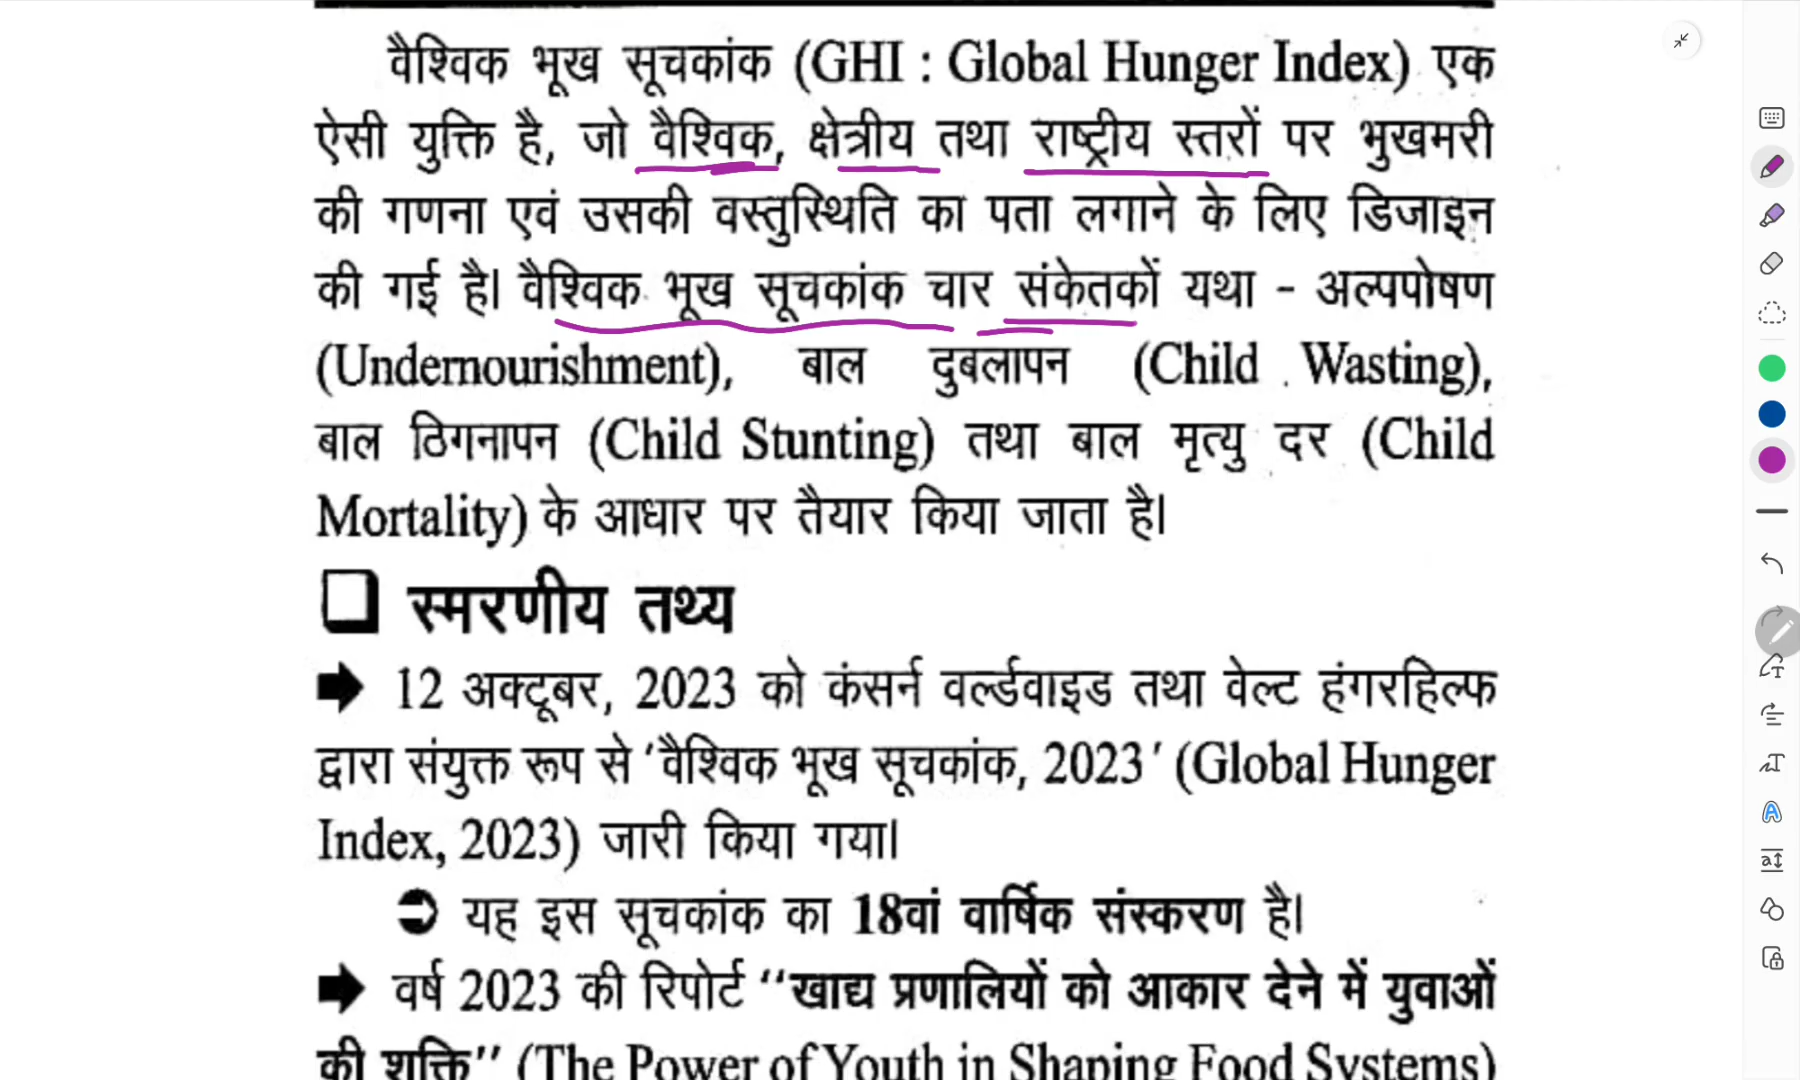 वैश्विक भूख सूचकांक (GHI : Global Hunger Index) एक
ऐसी युक्ति है, जो वैश्विक, क्षेत्रीय तथा राष्ट्रीय स्तरों पर भुखमरी
की गणना एवं उसकी वस्तुस्थिति का पता लगाने के लिए डिजाइन
की गई है। वैश्विक भूख सूचकांक चार संकेतकों यथा - अल्पपोषण
(Undernourishment), बाल दुबलापन (Child Wasting),
बाल ठिगनापन (Child Stunting) तथा बाल मृत्यु दर (Child
Mortality) के आधार पर तैयार किया जाता है।
स्मरणीय तथ्य
12 अक्टूबर, 2023 को कंसर्न वर्ल्डवाइड तथा वेल्ट हंगरहिल्फ
द्वारा संयुक्त रूप से ‘वैश्विक भूख सूचकांक, 2023’ (Global Hunger
Index, 2023) जारी किया गया।
यह इस सूचकांक का 18वां वार्षिक संस्करण है।
वर्ष 2023 की रिपोर्ट “खाद्य प्रणालियों को आकार देने में युवाओं
की शक्ति” (The Power of Youth in Shaping Food Systems)